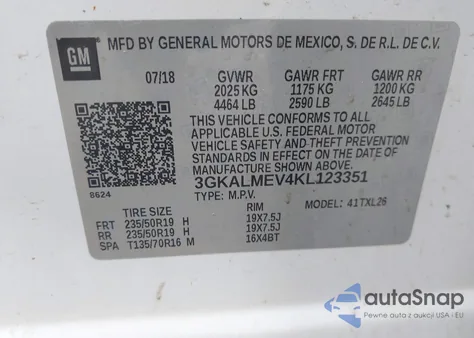 GM
MFD BY GENERAL MOTORS DE MEXICO, S. DE R.L. DE C.V.
07/18 GVWR GAWR FRT GAWR RR
2025 KG 1175 KG 1200 KG
4464 LB 2590 LB 2645 LB
THIS VEHICLE CONFORMS TO ALL
APPLICABLE U.S. FEDERAL MOTOR
VEHICLE SAFETY AND THEFT PREVENTION
STANDARDS IN EFFECT ON THE DATE OF
MANUFACTURE SHOWN ABOVE.
8624
3GKALMEV4KL123351
TYPE: M.P.V. MODEL: 41TXL26
TIRE SIZE RIM
FRT 235/50R19 H 19X7.5J
RR 235/50R19 H 19X7.5J
SPA T135/70R16 M 16X4BT
autoSnap
Pewne auta z aukcji USA i EU